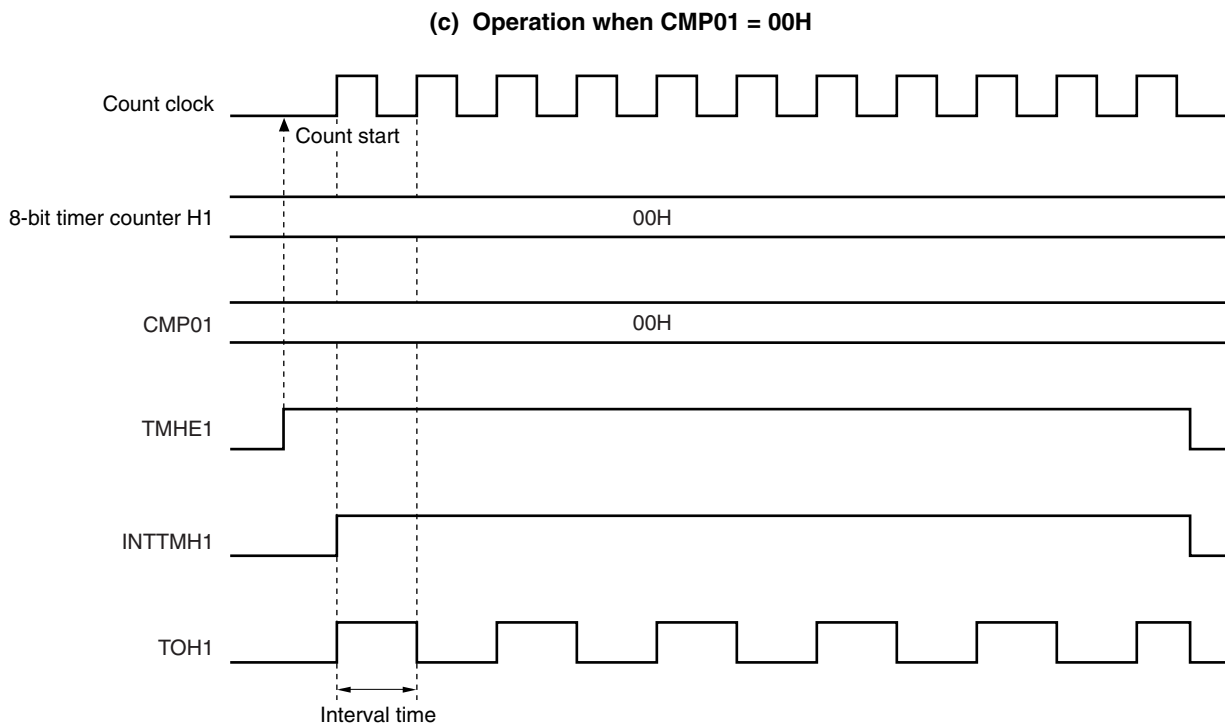 (c) Operation when CMP01 = 00H
Count clock
Count start
8-bit timer counter H1
00H
CMP01
00H
TMHE1
INTTMH1
TOH1
Interval time